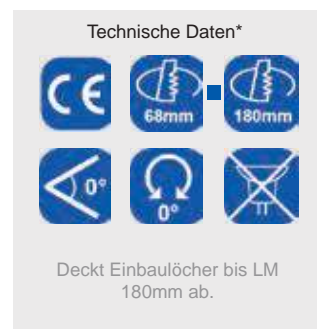 Technische Daten*
CE 68mm 180mm
0° 0°
Deckt Einbaulöcher bis LM
180mm ab.